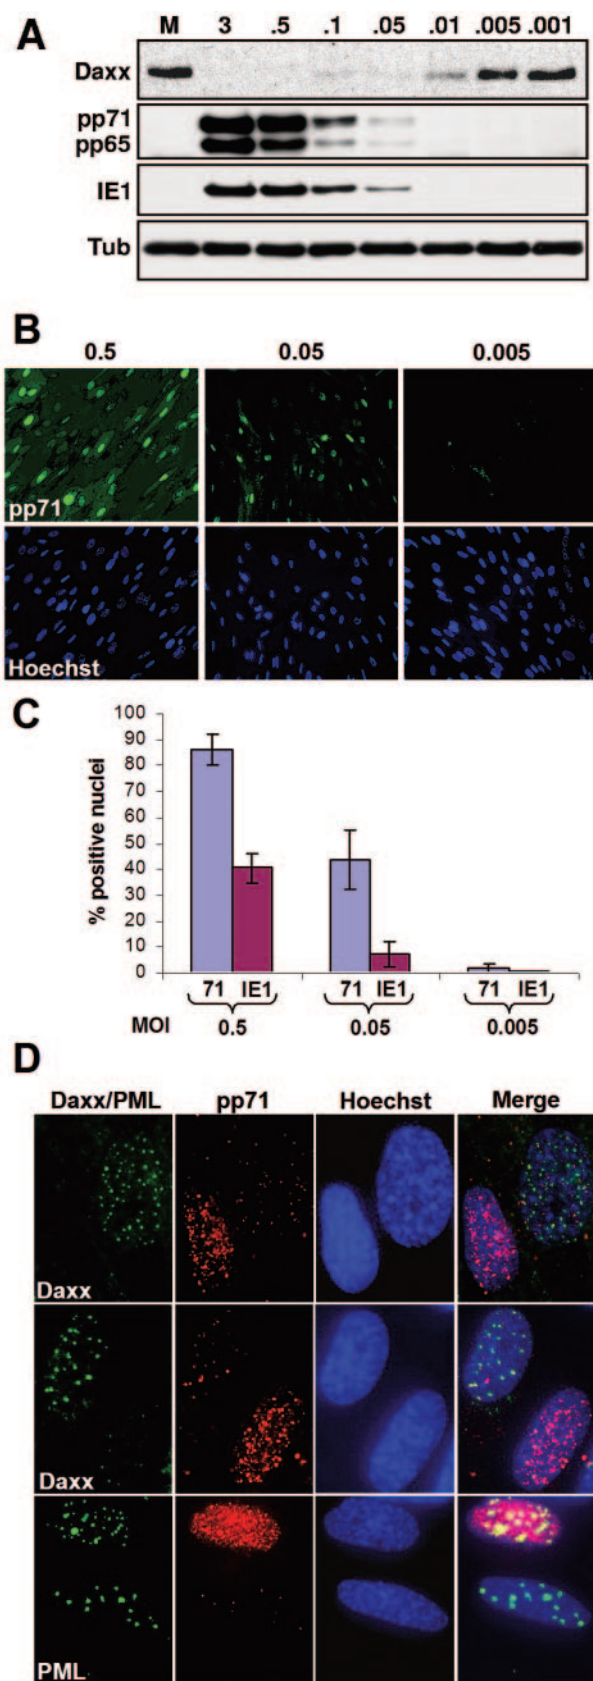 A
M 3 .5 .1 .05 .01 .005 .001
Daxx
pp71
pp65
IE1
Tub
B
0.5 0.05 0.005
pp71
Hoechst
C
% positive nuclei
100
90
80
70
60
50
40
30
20
10
0
71 IE1 71 IE1 71 IE1
MOI 0.5 0.05 0.005
D
Daxx/PML pp71 Hoechst Merge
Daxx
Daxx
PML